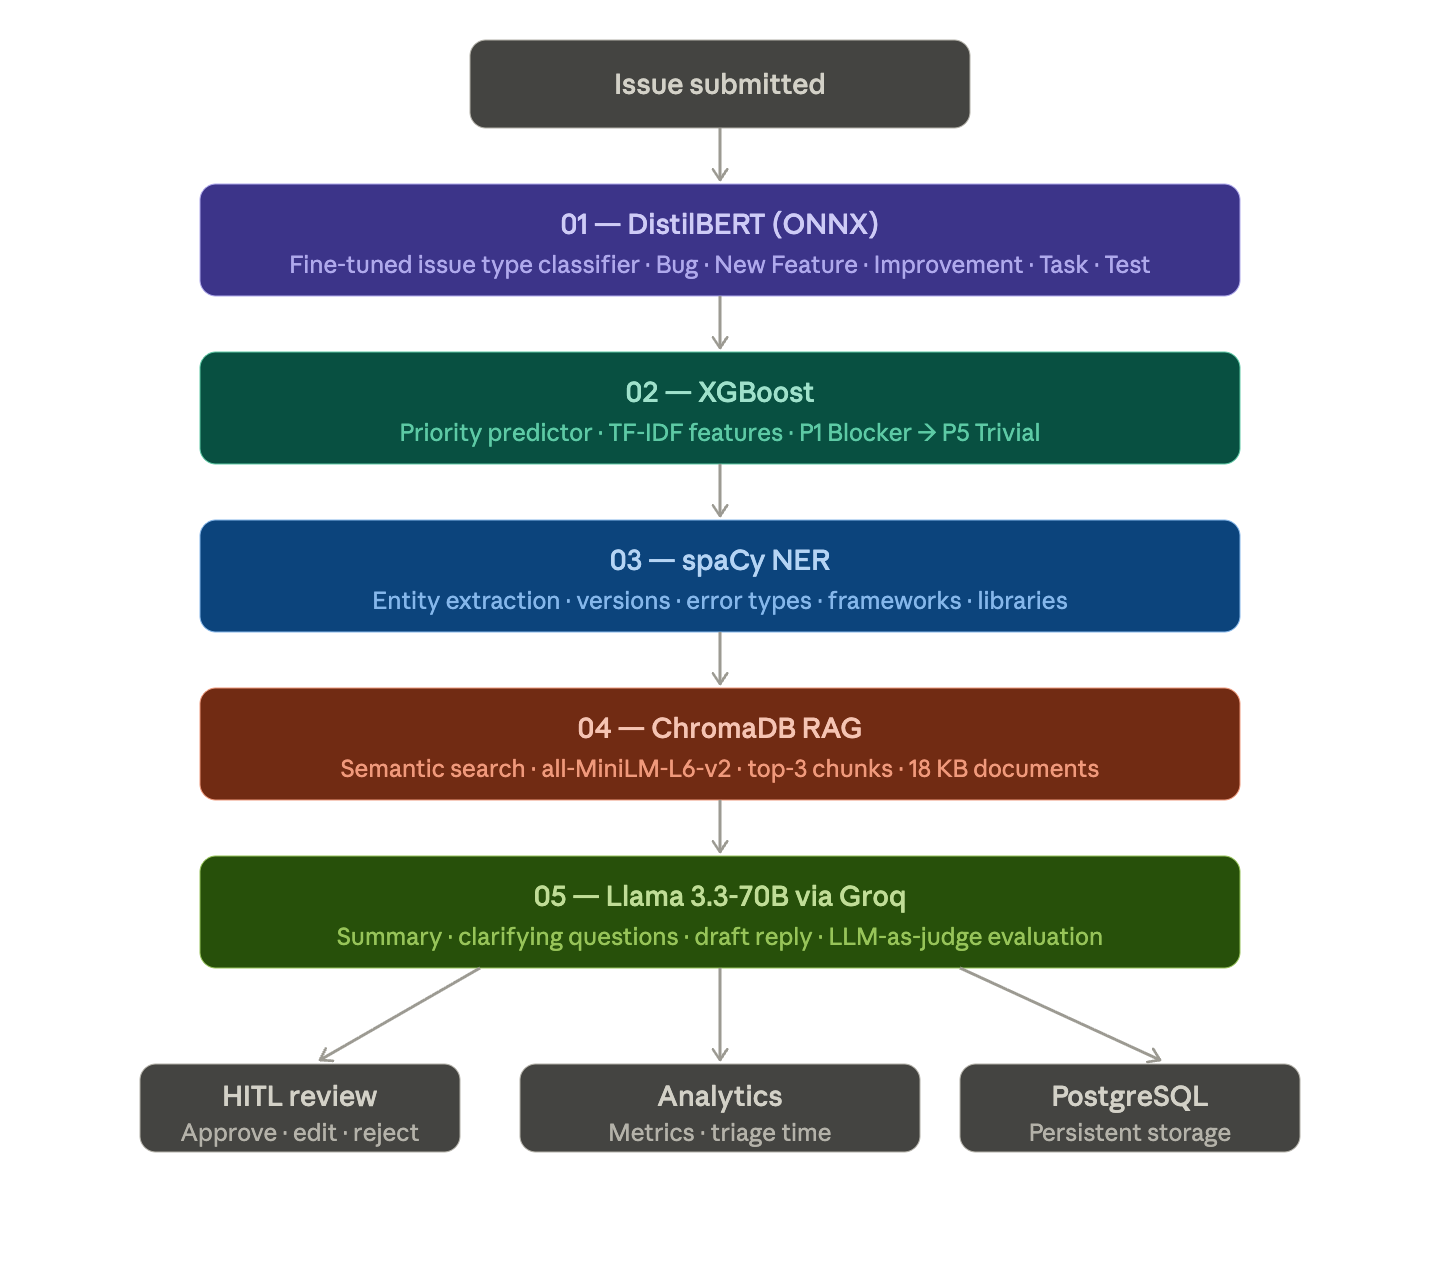 Issue submitted
01 — DistilBERT (ONNX)
Fine-tuned issue type classifier · Bug · New Feature · Improvement · Task · Test
02 — XGBoost
Priority predictor · TF-IDF features · P1 Blocker → P5 Trivial
03 — spaCy NER
Entity extraction · versions · error types · frameworks · libraries
04 — ChromaDB RAG
Semantic search · all-MiniLM-L6-v2 · top-3 chunks · 18 KB documents
05 — Llama 3.3-70B via Groq
Summary · clarifying questions · draft reply · LLM-as-judge evaluation
HITL review
Approve · edit · reject
Analytics
Metrics · triage time
PostgreSQL
Persistent storage